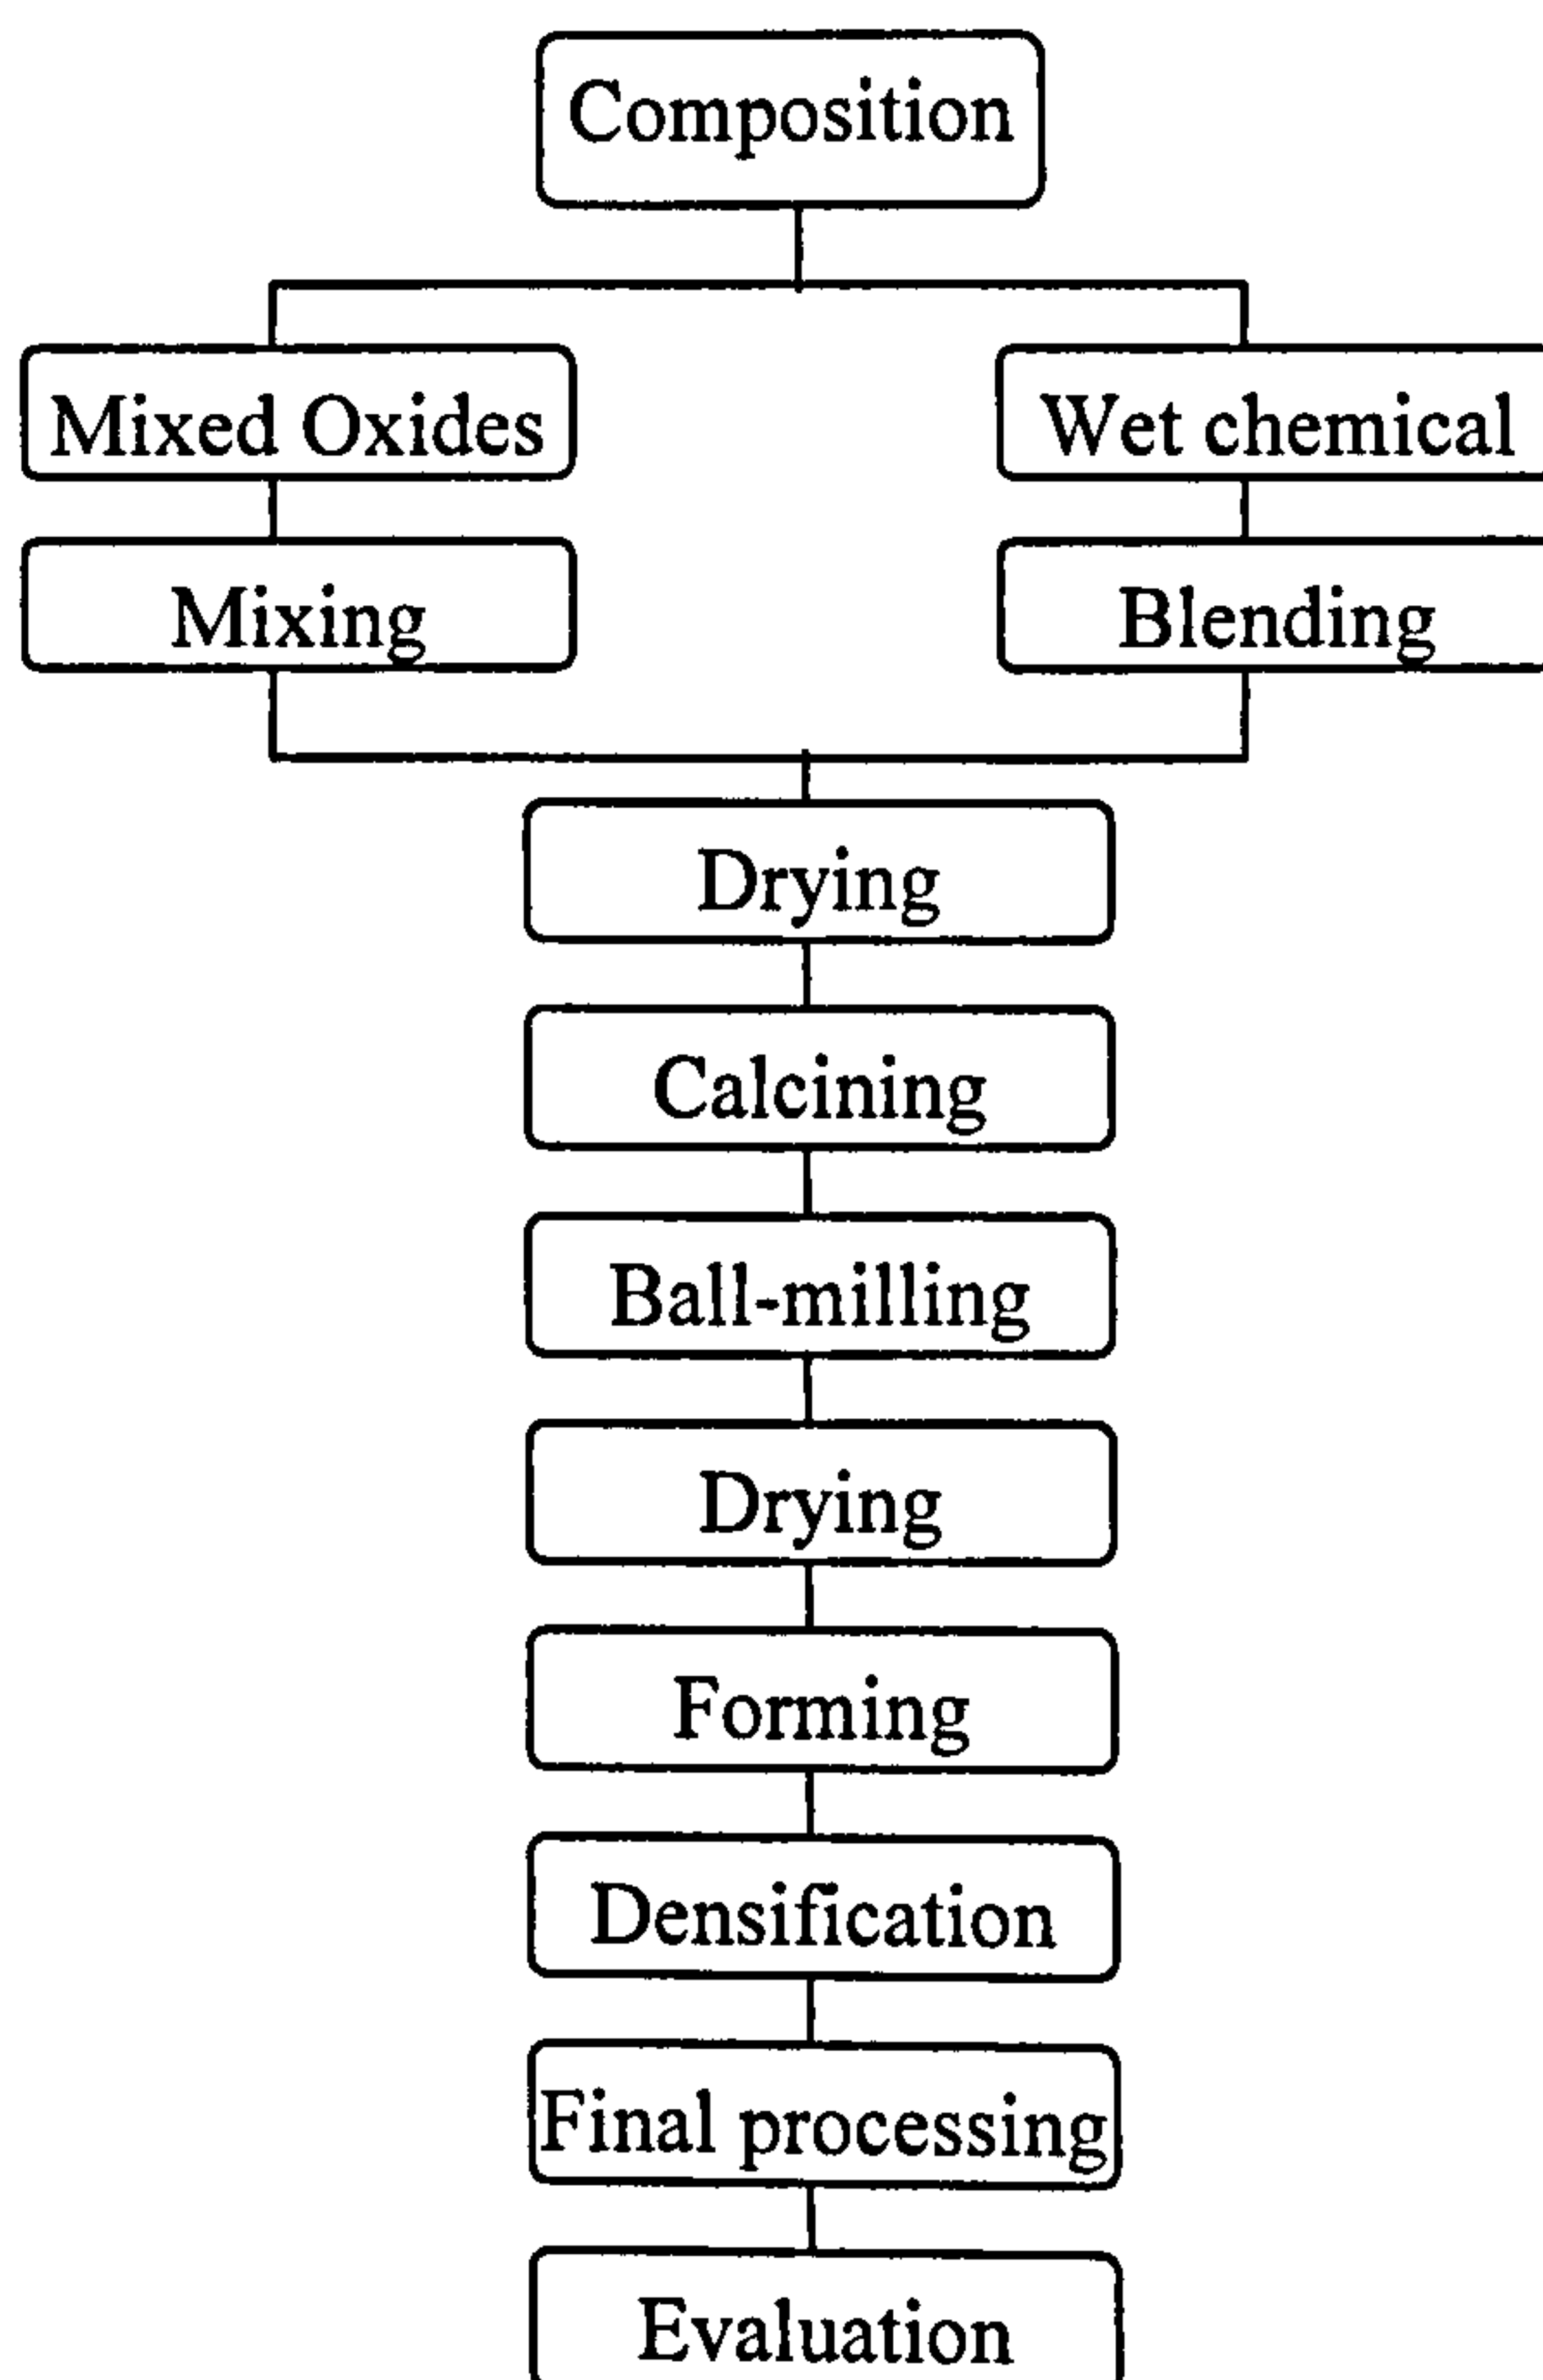 Composition
Mixed Oxides
Wet chemical
Mixing
Blending
Drying
Calcining
Ball-milling
Drying
Forming
Densification
Final processing
Evaluation